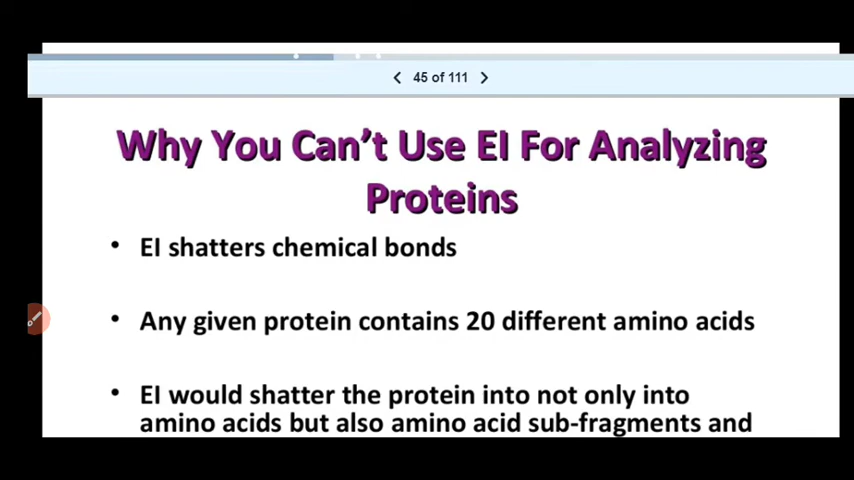 45 of 111
Why You Can't Use EI For Analyzing
Proteins
• EI shatters chemical bonds
• Any given protein contains 20 different amino acids
• EI would shatter the protein into not only into
amino acids but also amino acid sub-fragments and